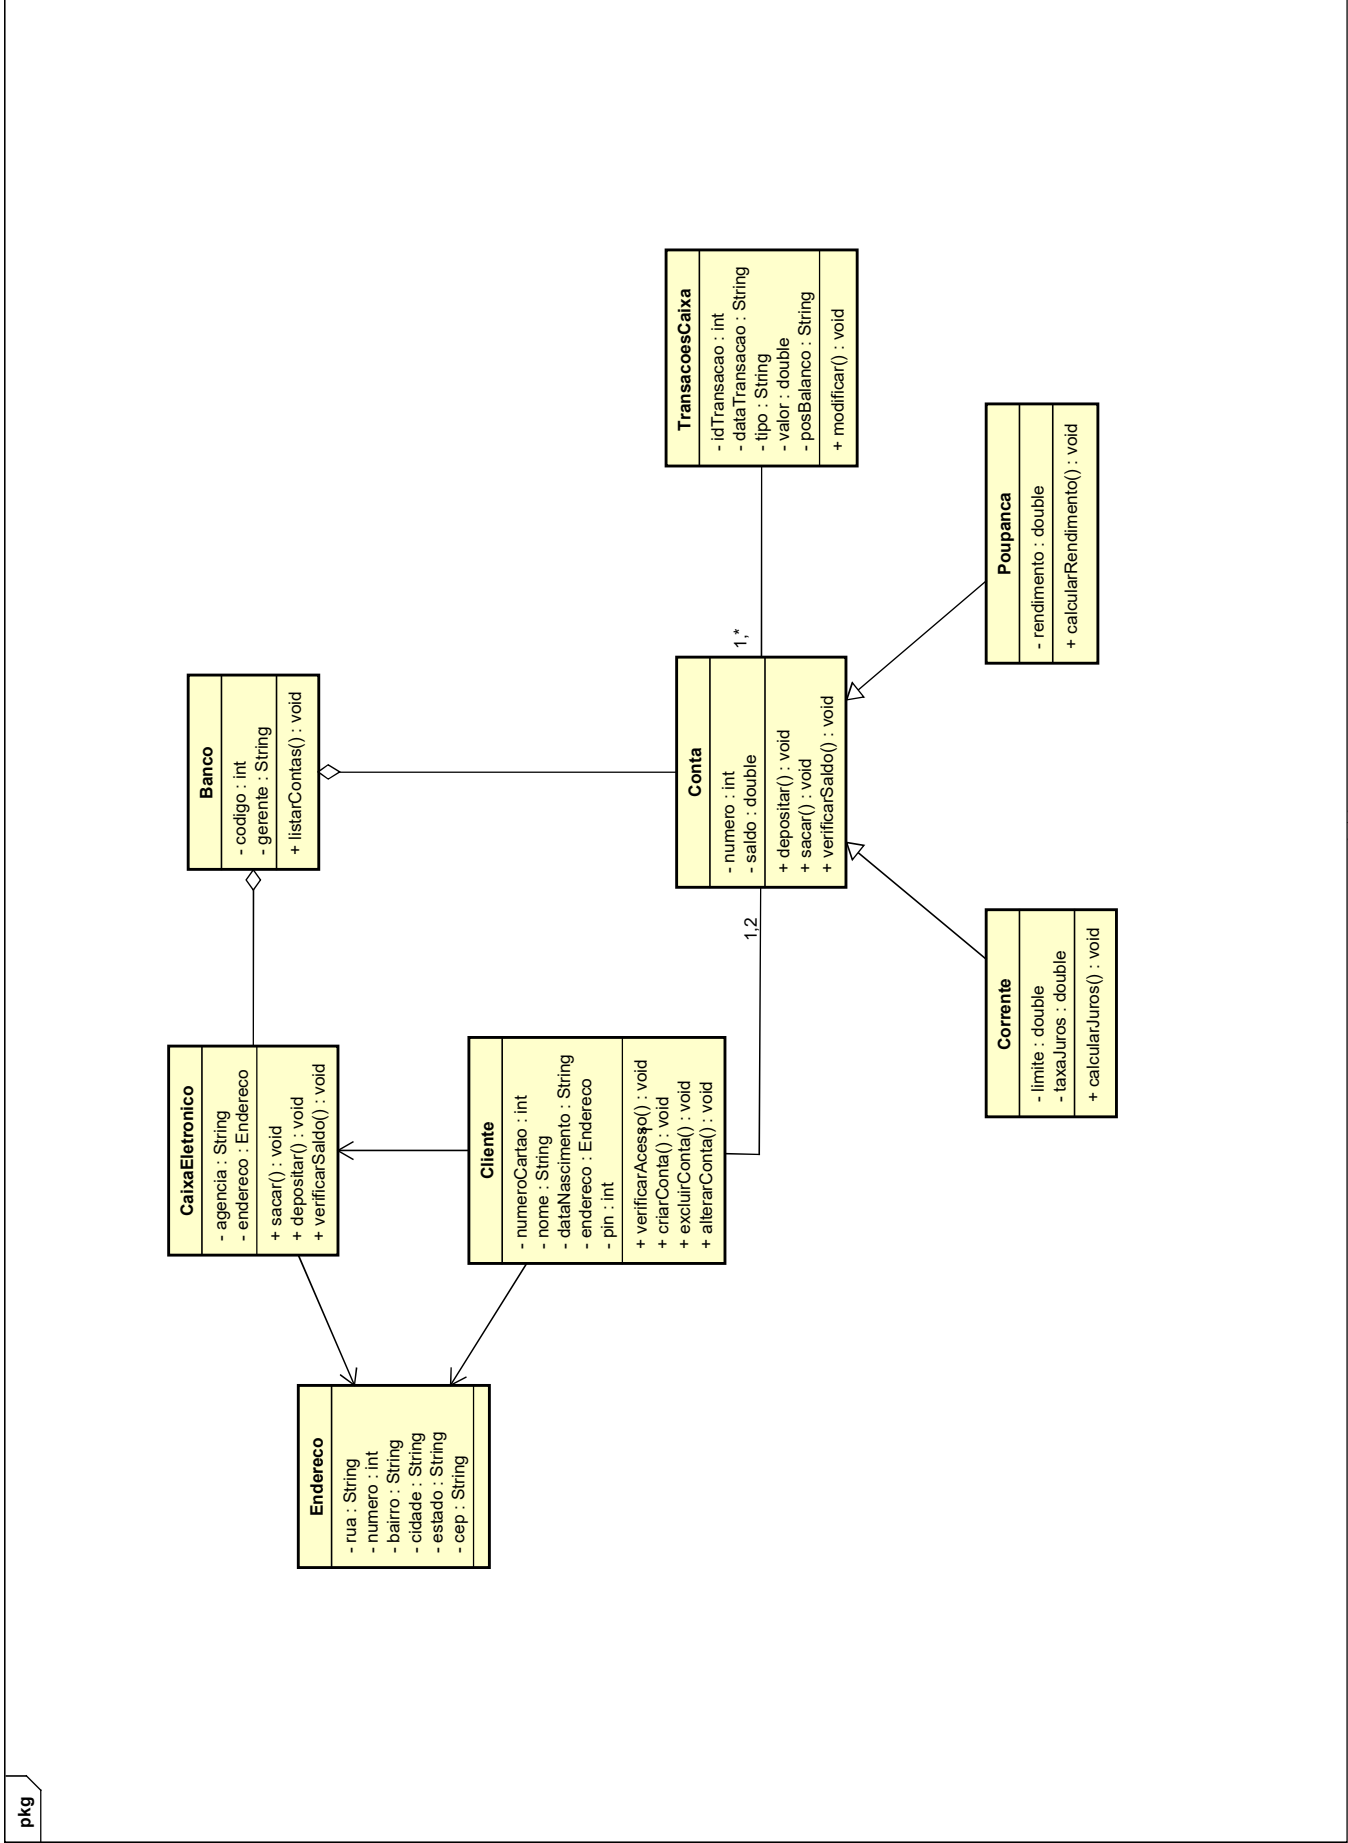 pkg
CaixaEletronico
- agencia : String
- endereco : Endereco
+ sacar() : void
+ depositar() : void
+ verificarSaldo() : void
Banco
- codigo : int
- gerente : String
+ listarContas() : void
Endereco
- rua : String
- numero : int
- bairro : String
- cidade : String
- estado : String
- cep : String
Cliente
- numeroCartao : int
- nome : String
- dataNascimento : String
- endereco : Endereco
- pin : int
+ verificarAcesso() : void
+ criarConta() : void
+ excluirConta() : void
+ alterarConta() : void
1
1,2
Conta
- numero : int
- saldo : double
+ depositar() : void
+ sacar() : void
+ verificarSaldo() : void
1,*
TransacoesCaixa
- idTransacao : int
- dataTransacao : String
- tipo : String
- valor : double
- posBalanco : String
+ modificar() : void
Corrente
- limite : double
- taxaJuros : double
+ calcularJuros() : void
Poupanca
- rendimento : double
+ calcularRendimento() : void